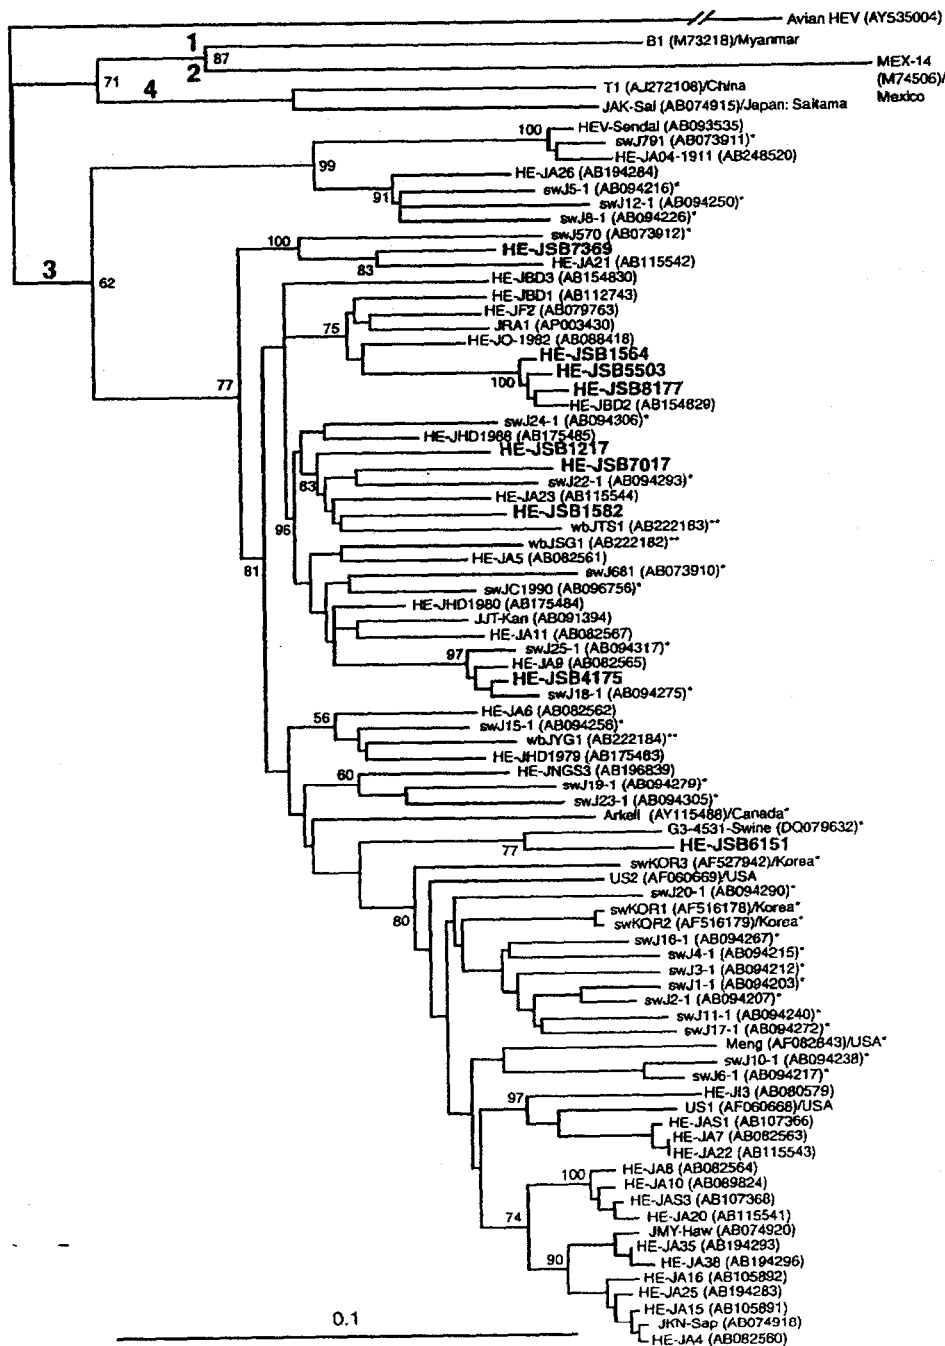 Avian HEV (AY535004)
1
B1 (M73218)/Myanmar
87
2
MEX-14
(M74506)/
Mexico
71
4
T1 (AJ272108)/China
JAK-Sai (AB074915)/Japan: Saitama
HEV-Sendai (AB093535)
100
swJ791 (AB073911)*
HE-JA04-1911 (AB248520)
99
HE-JA26 (AB194284)
swJ5-1 (AB094216)*
91
swJ12-1 (AB094250)*
swJ8-1 (AB094226)*
swJ570 (AB073912)*
100
HE-JSB7369
83
HE-JA21 (AB115542)
3
62
HE-JBD3 (AB154830)
HE-JBD1 (AB112743)
HE-JF2 (AB079763)
75
JRA1 (AP003430)
HE-JO-1982 (AB088418)
HE-JSB1564
HE-JSB5503
100
77
HE-JSB8177
HE-JBD2 (AB154829)
swJ24-1 (AB094306)*
HE-JHD1988 (AB175485)
HE-JSB1217
HE-JSB7017
83
swJ22-1 (AB094293)*
HE-JA23 (AB115544)
HE-JSB1582
96
wbJTS1 (AB222183)**
wbJSG1 (AB222182)**
HE-JA5 (AB082561)
81
swJ681 (AB073910)*
swJC1990 (AB096756)*
HE-JHD1980 (AB175484)
JJT-Kan (AB091394)
HE-JA11 (AB082567)
swJ25-1 (AB094317)*
97
HE-JA9 (AB082565)
HE-JSB4175
swJ18-1 (AB094275)*
HE-JA6 (AB082562)
56
swJ15-1 (AB094256)*
wbJYG1 (AB222184)**
HE-JHD1979 (AB175483)
HE-JNGS3 (AB196839)
60
swJ19-1 (AB094279)*
swJ23-1 (AB094305)*
Arkell (AY115488)/Canada*
G3-4531-Swine (DQ079632)*
77
HE-JSB6151
swKOR3 (AF527942)/Korea*
US2 (AF060669)/USA
swJ20-1 (AB094290)*
80
swKOR1 (AF516178)/Korea*
swKOR2 (AF516179)/Korea*
swJ16-1 (AB094267)*
swJ4-1 (AB094215)*
swJ3-1 (AB094212)*
swJ1-1 (AB094203)*
swJ2-1 (AB094207)*
swJ11-1 (AB094240)*
swJ17-1 (AB094272)*
Meng (AF082843)/USA*
swJ10-1 (AB094238)*
swJ6-1 (AB094217)*
HE-JI3 (AB080579)
97
US1 (AF060668)/USA
HE-JAS1 (AB107366)
HE-JA7 (AB082563)
HE-JA22 (AB115543)
HE-JA8 (AB082564)
100
HE-JA10 (AB089824)
HE-JAS3 (AB107368)
74
HE-JA20 (AB115541)
JMY-Haw (AB074920)
HE-JA35 (AB194293)
90
HE-JA38 (AB194296)
HE-JA16 (AB105892)
HE-JA25 (AB194283)
HE-JA15 (AB105891)
JKN-Sap (AB074918)
HE-JA4 (AB082560)
0.1